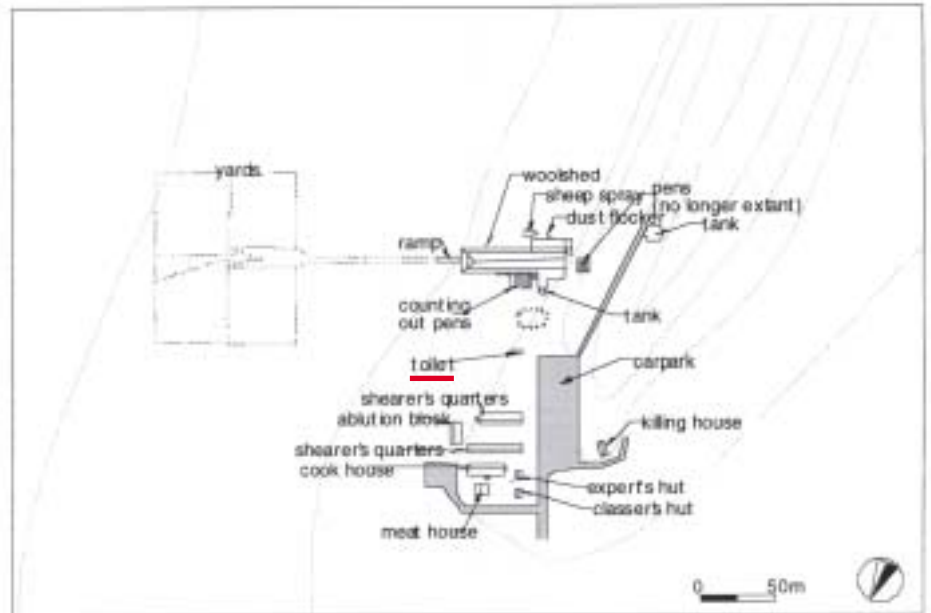 yards
woolshed
sheep spray
dust flocker
pens
(no longer extant)
tank
ramp
counting
out pens
tank
toilet
carpark
shearer's quarters
ablution block
killing house
shearer's quarters
cook house
expert's hut
classer's hut
meat house
0 50m